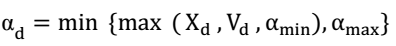 α_d = min {max (X_d , V_d , α_min), α_max}